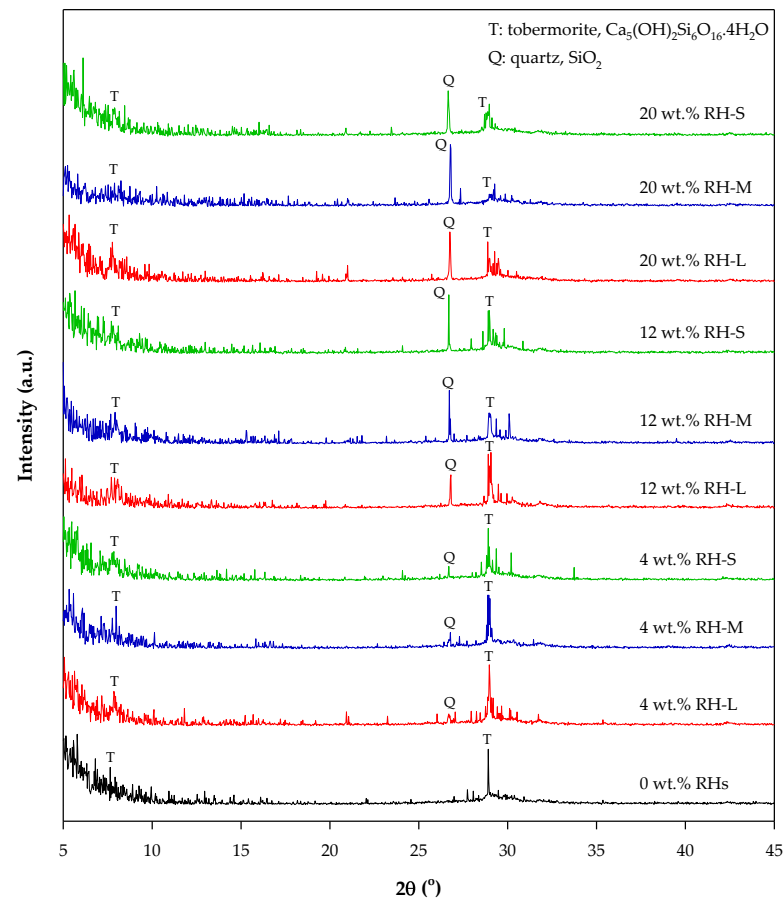 T: tobermorite, Ca₅(OH)₂Si₆O₁₆.4H₂O
Q: quartz, SiO₂
T
Q
T
20 wt.% RH-S
T
Q
T
20 wt.% RH-M
T
Q
T
20 wt.% RH-L
T
Q
T
12 wt.% RH-S
T
Q
T
12 wt.% RH-M
T
Q
T
12 wt.% RH-L
T
Q
T
4 wt.% RH-S
T
Q
T
4 wt.% RH-M
T
Q
T
4 wt.% RH-L
T
T
0 wt.% RHs
Intensity (a.u.)
5 10 15 20 25 30 35 40 45
2θ (°)